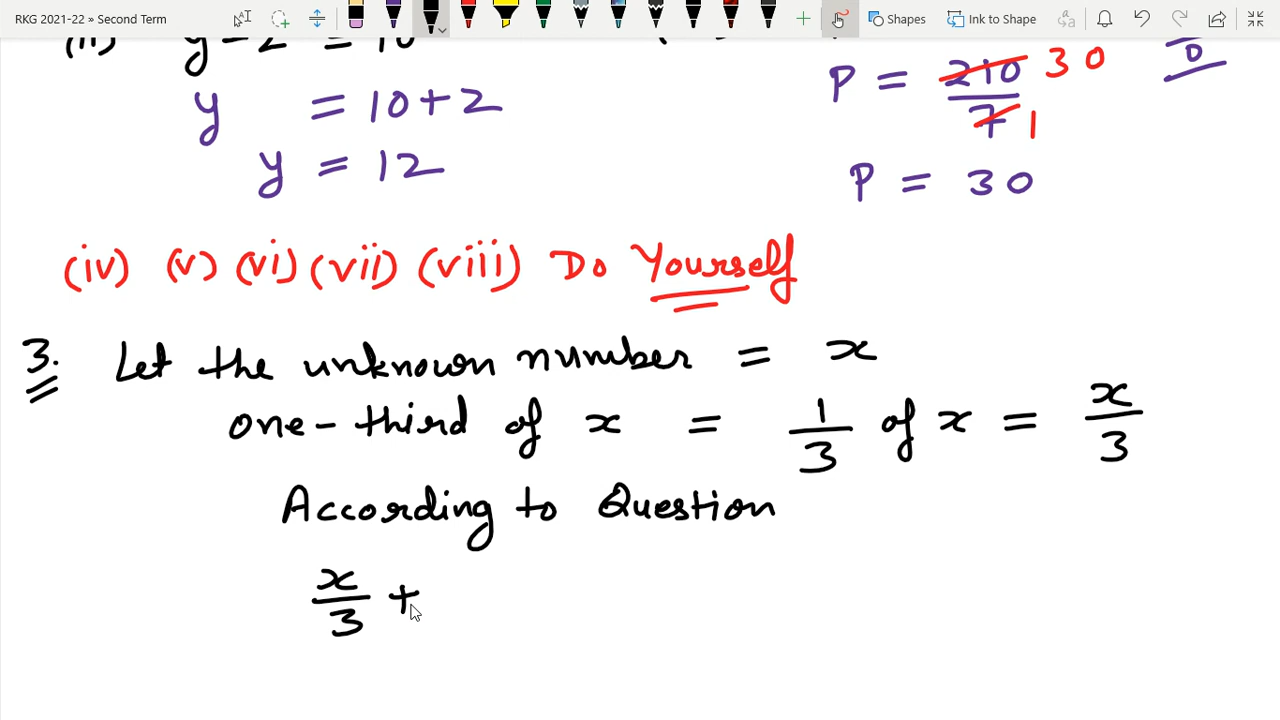 RKG 2021-22 » Second Term
Shapes
Ink to Shape
y = 10+2
y = 12
P = 210/7 30 1
P = 30
0
(iv) (v) (vi) (vii) (viii) Do Yourself
3. Let the unknown number = x
one-third of x = 1/3 of x = x/3
According to Question
x/3 +